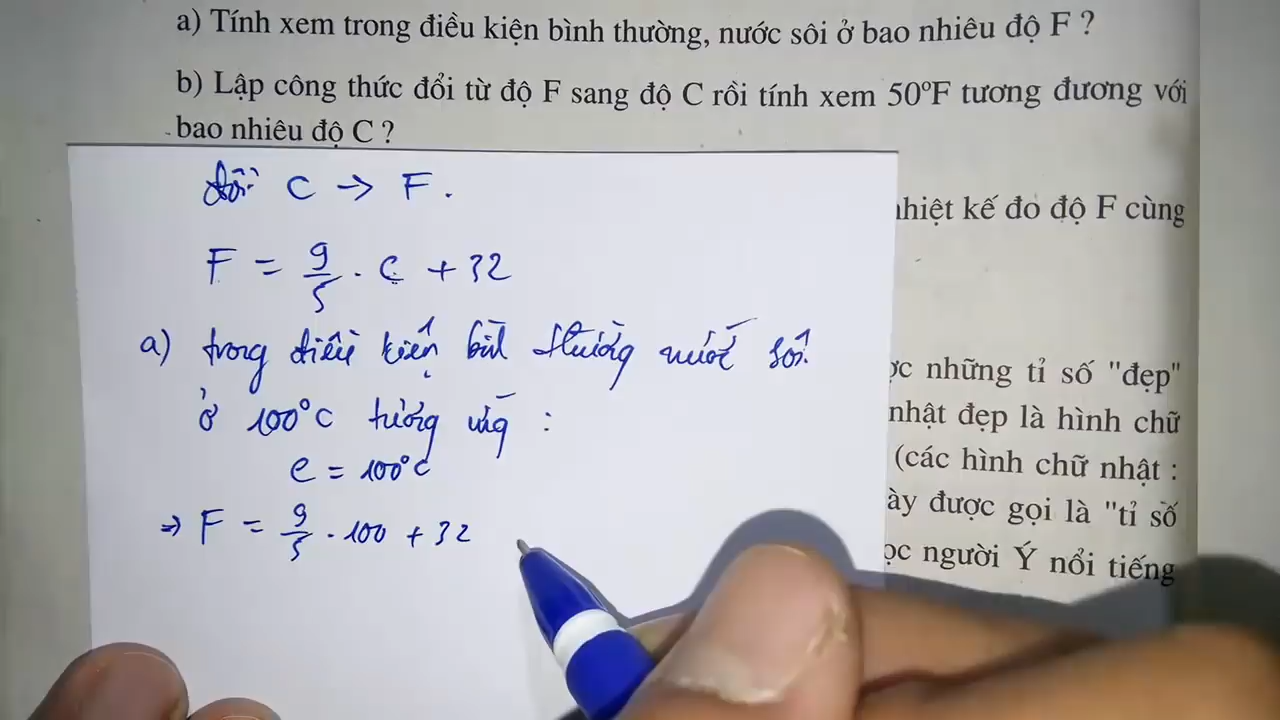 a) Tính xem trong điều kiện bình thường, nước sôi ở bao nhiêu độ F ?
b) Lập công thức đổi từ độ F sang độ C rồi tính xem 50°F tương đương với
bao nhiêu độ C ?
đổi C → F.
nhiệt kế đo độ F cùng
F = 9/5 . C + 32
a) trong điều kiện bình thường nước sôi
ợc những tỉ số "đẹp"
ở 100°C tương ứng :
nhật đẹp là hình chữ
C = 100°C
(các hình chữ nhật :
⇒ F = 9/5 . 100 + 32
ày được gọi là "tỉ số
ọc người Ý nổi tiếng